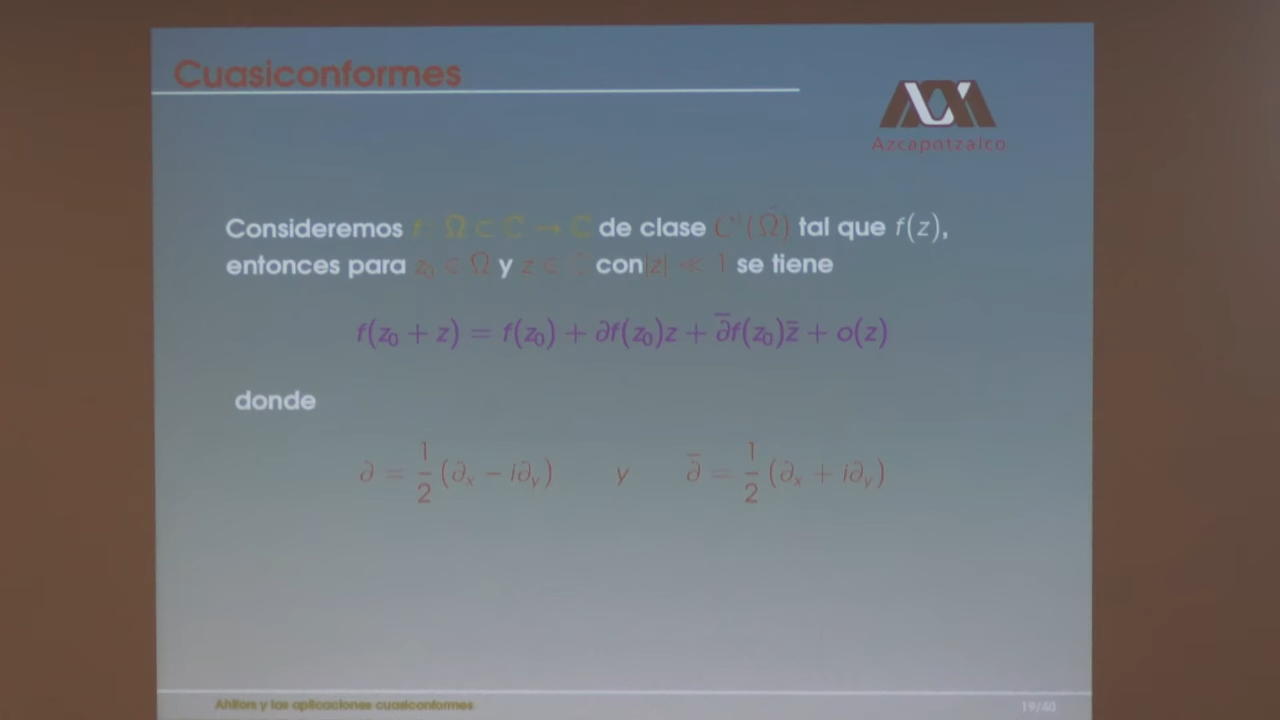 Cuasiconformes
Azcapotzalco
Consideremos f : Ω ⊂ ℂ → ℂ de clase C¹(Ω) tal que f(z),
entonces para z₀ ∈ Ω y z ∈ ℂ con|z| ≪ 1 se tiene
f(z₀ + z) = f(z₀) + ∂f(z₀)z + ∂̄f(z₀)z̄ + o(z)
donde
∂ = 1/2 (∂ₓ − i∂ᵧ) y ∂̄ = 1/2 (∂ₓ + i∂ᵧ)
Ahlfors y las aplicaciones cuasiconformes
19/40